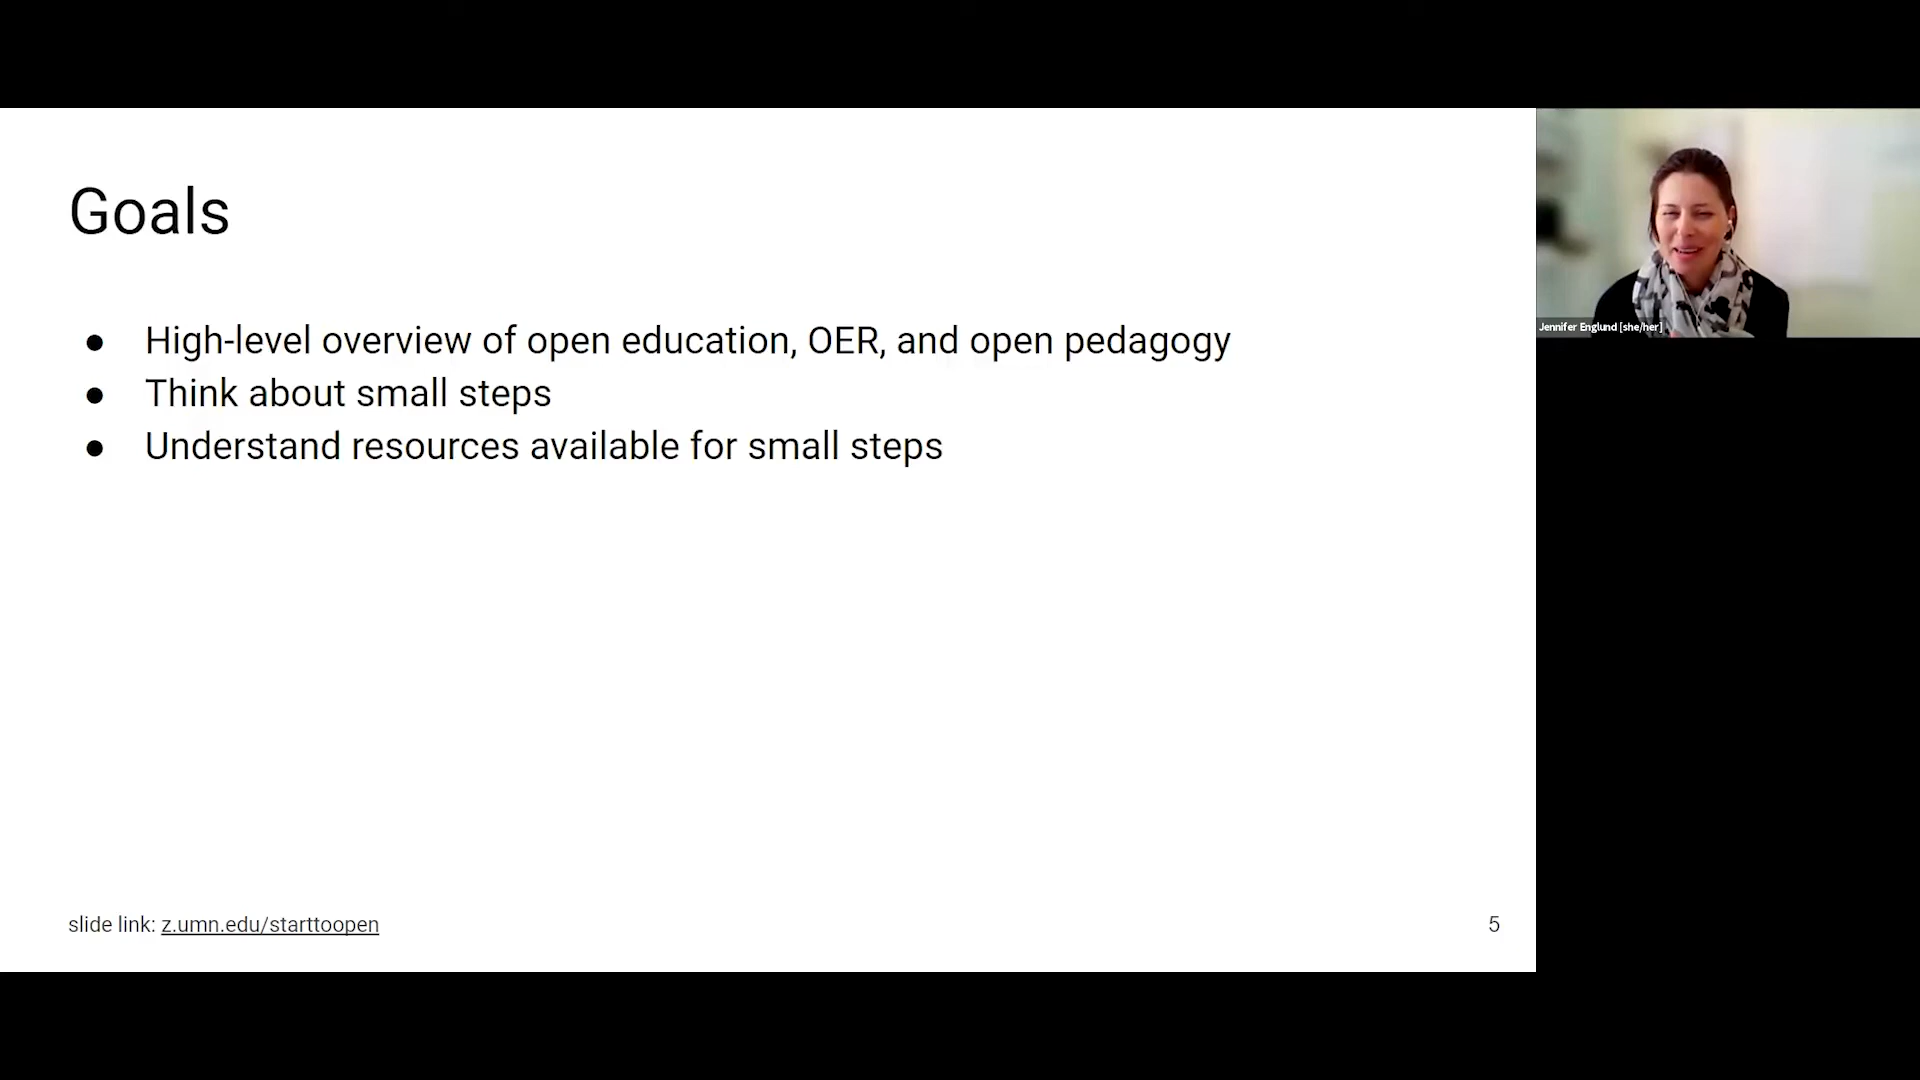 Goals
● High-level overview of open education, OER, and open pedagogy
● Think about small steps
● Understand resources available for small steps
slide link: z.umn.edu/starttoopen
5
Jennifer Englund [she/her]